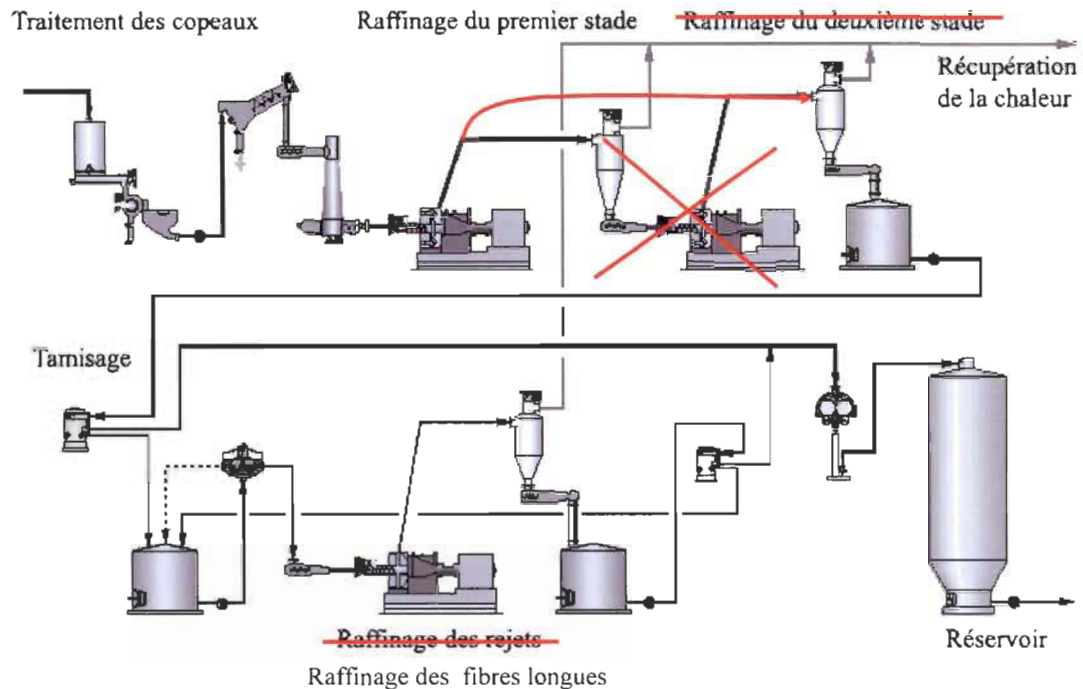 Traitement des copeaux
Raffinage du premier stade
Raffinage du deuxième stade
Récupération
de la chaleur
Tamisage
Raffinage des rejets
Raffinage des fibres longues
Réservoir